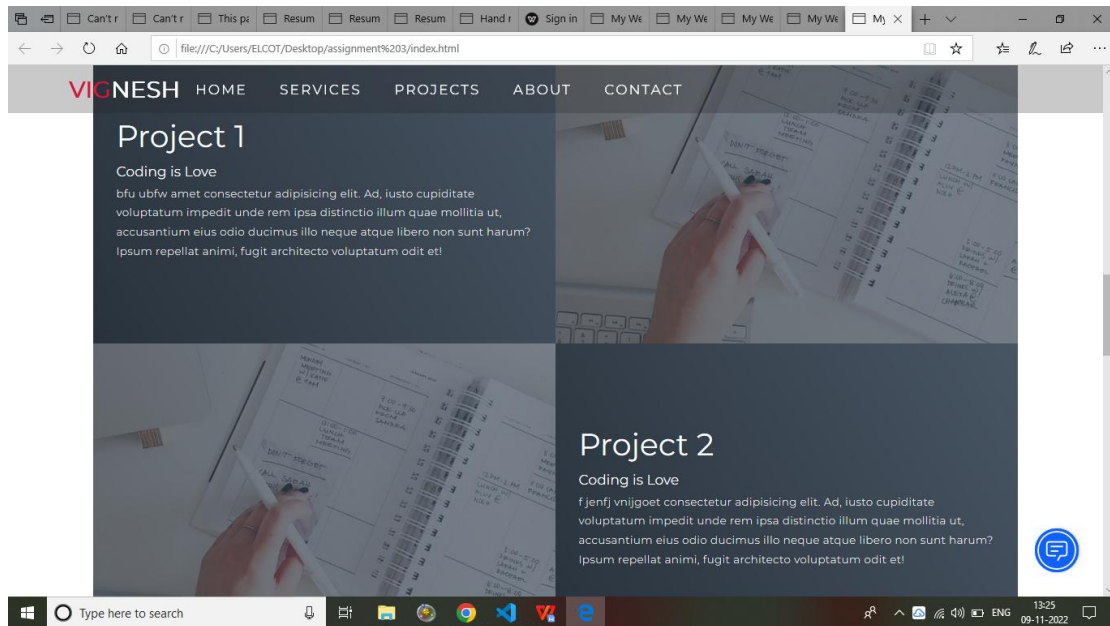 Can't r
Can't r
This pa
Resum
Resum
Resum
Hand r
Sign in
My We
My We
My We
My We
My
file:///C:/Users/ELCOT/Desktop/assignment%203/index.html
VIGNESH HOME SERVICES PROJECTS ABOUT CONTACT
Project 1
Coding is Love
bfu ubfw amet consectetur adipisicing elit. Ad, iusto cupiditate
voluptatum impedit unde rem ipsa distinctio illum quae mollitia ut,
accusantium eius odio ducimus illo neque atque libero non sunt harum?
Ipsum repellat animi, fugit architecto voluptatum odit et!
Project 2
Coding is Love
f jenfj vnijgoet consectetur adipisicing elit. Ad, iusto cupiditate
voluptatum impedit unde rem ipsa distinctio illum quae mollitia ut,
accusantium eius odio ducimus illo neque atque libero non sunt harum?
Ipsum repellat animi, fugit architecto voluptatum odit et!
Type here to search
ENG
13:25
09-11-2022